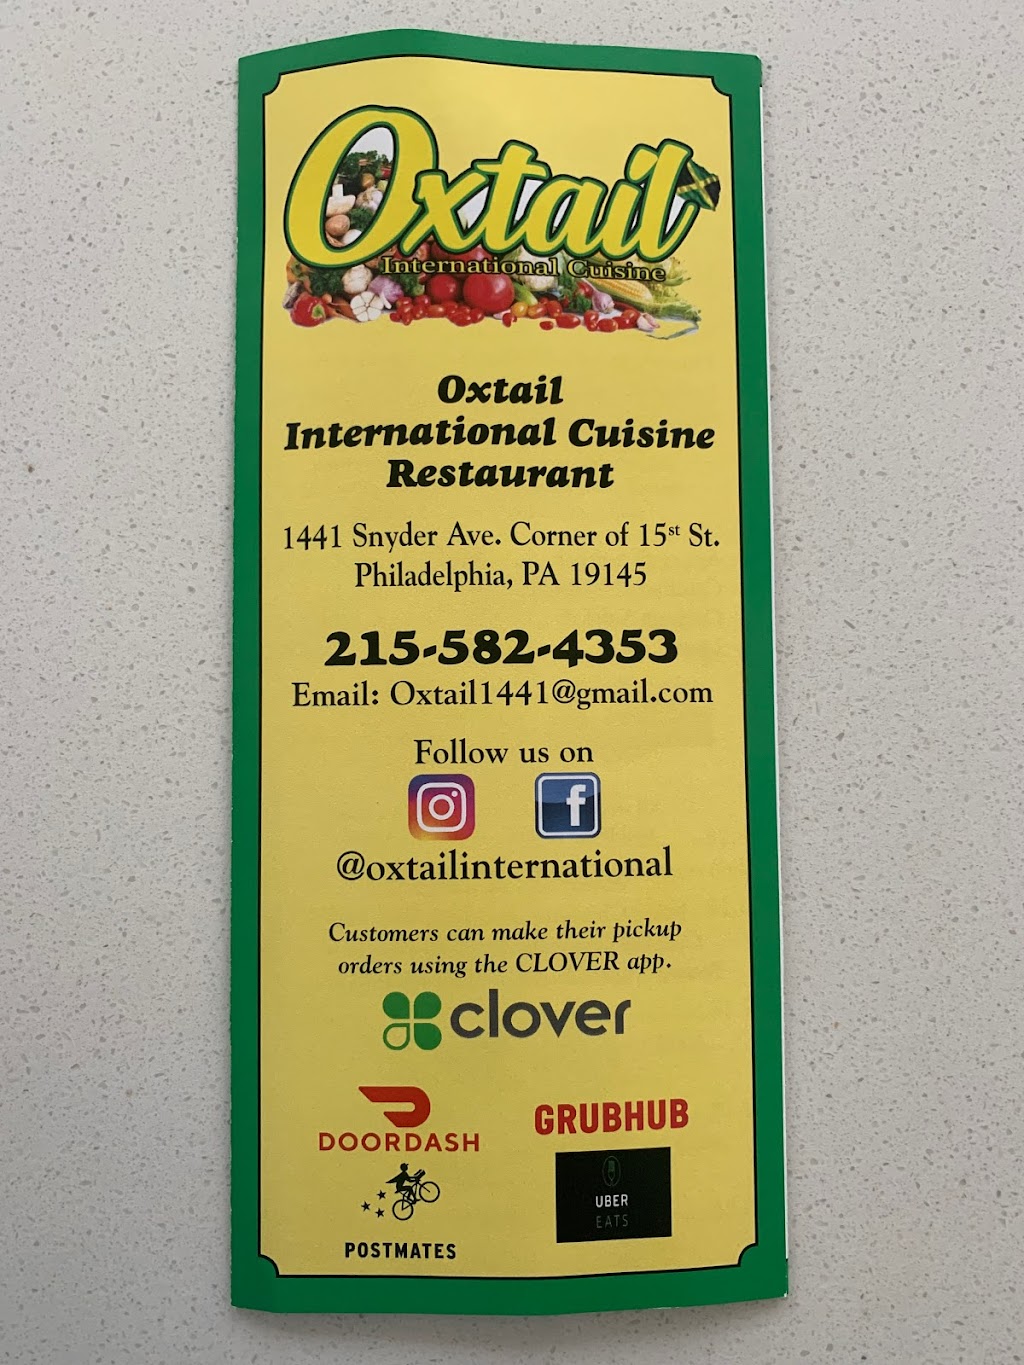 Oxtail
International Cuisine
Oxtail
International Cuisine
Restaurant
1441 Snyder Ave. Corner of 15st St.
Philadelphia, PA 19145
215-582-4353
Email: Oxtail1441@gmail.com
Follow us on
@oxtailinternational
Customers can make their pickup
orders using the CLOVER app.
clover
DOORDASH
GRUBHUB
UBER
EATS
POSTMATES